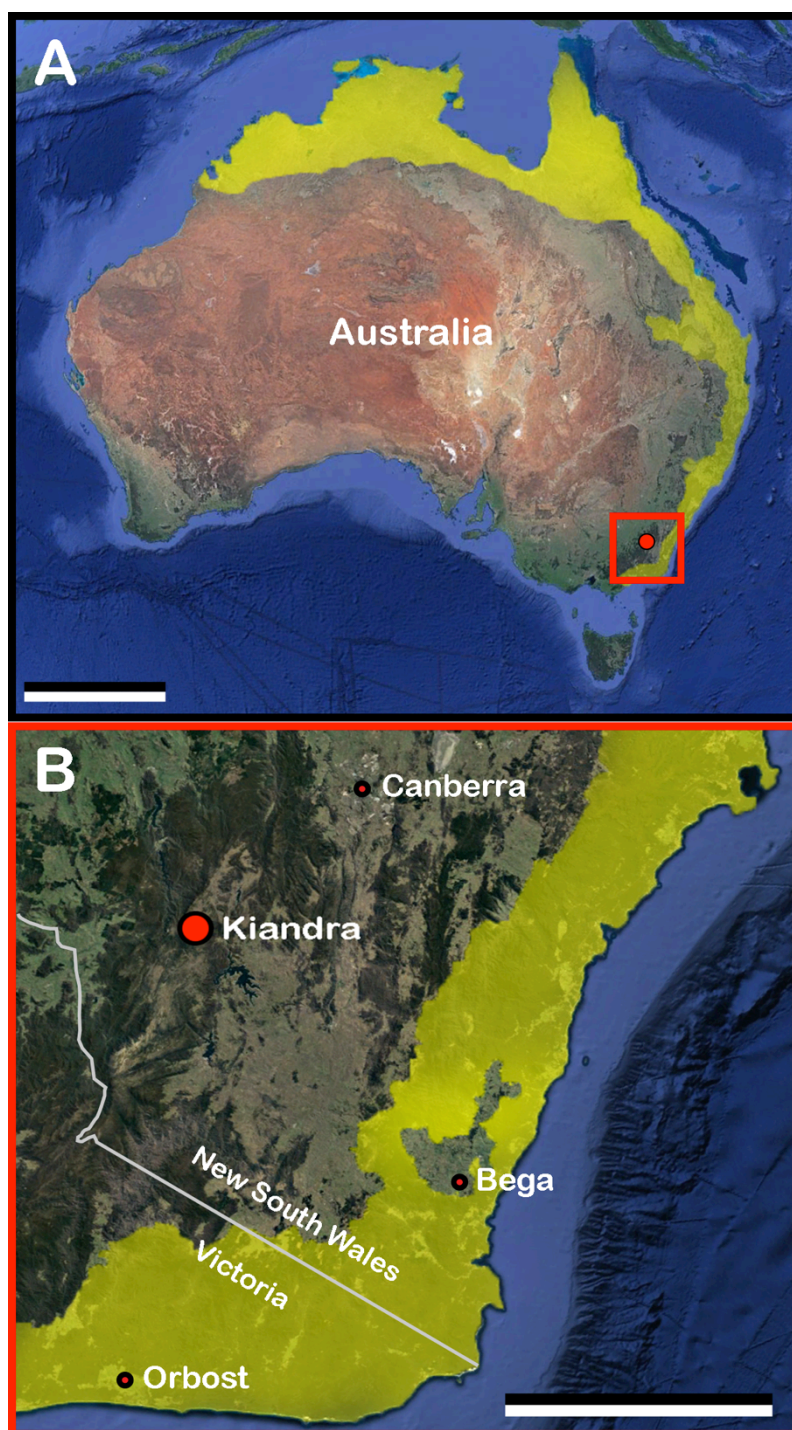 A
Australia
B
Canberra
Kiandra
New South Wales
Bega
Victoria
Orbost